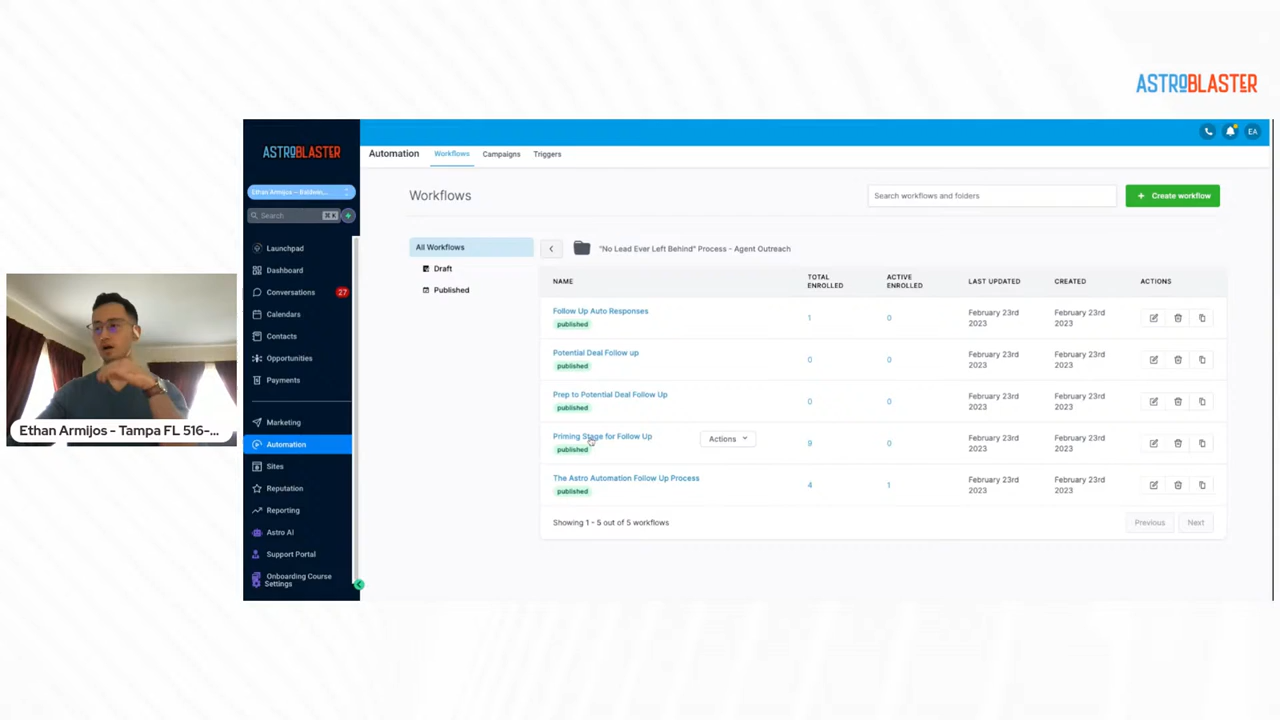 ASTROBLASTER
ASTROBLASTER
Ethan Armijos – Baldwin...
Search
⌘ K
+
Launchpad
Dashboard
Conversations
27
Calendars
Contacts
Opportunities
Payments
Marketing
Automation
Sites
Reputation
Reporting
Astro AI
Support Portal
Onboarding Course
Settings
Ethan Armijos - Tampa FL 516-...
EA
Automation
Workflows
Campaigns
Triggers
Workflows
Search workflows and folders
+ Create workflow
All Workflows
Draft
Published
"No Lead Ever Left Behind" Process - Agent Outreach
NAME
TOTAL ENROLLED
ACTIVE ENROLLED
LAST UPDATED
CREATED
ACTIONS
Follow Up Auto Responses
published
1
0
February 23rd 2023
February 23rd 2023
Potential Deal Follow up
published
0
0
February 23rd 2023
February 23rd 2023
Prep to Potential Deal Follow Up
published
0
0
February 23rd 2023
February 23rd 2023
Priming Stage for Follow Up
published
Actions
9
0
February 23rd 2023
February 23rd 2023
The Astro Automation Follow Up Process
published
4
1
February 23rd 2023
February 23rd 2023
Showing 1 - 5 out of 5 workflows
Previous
Next